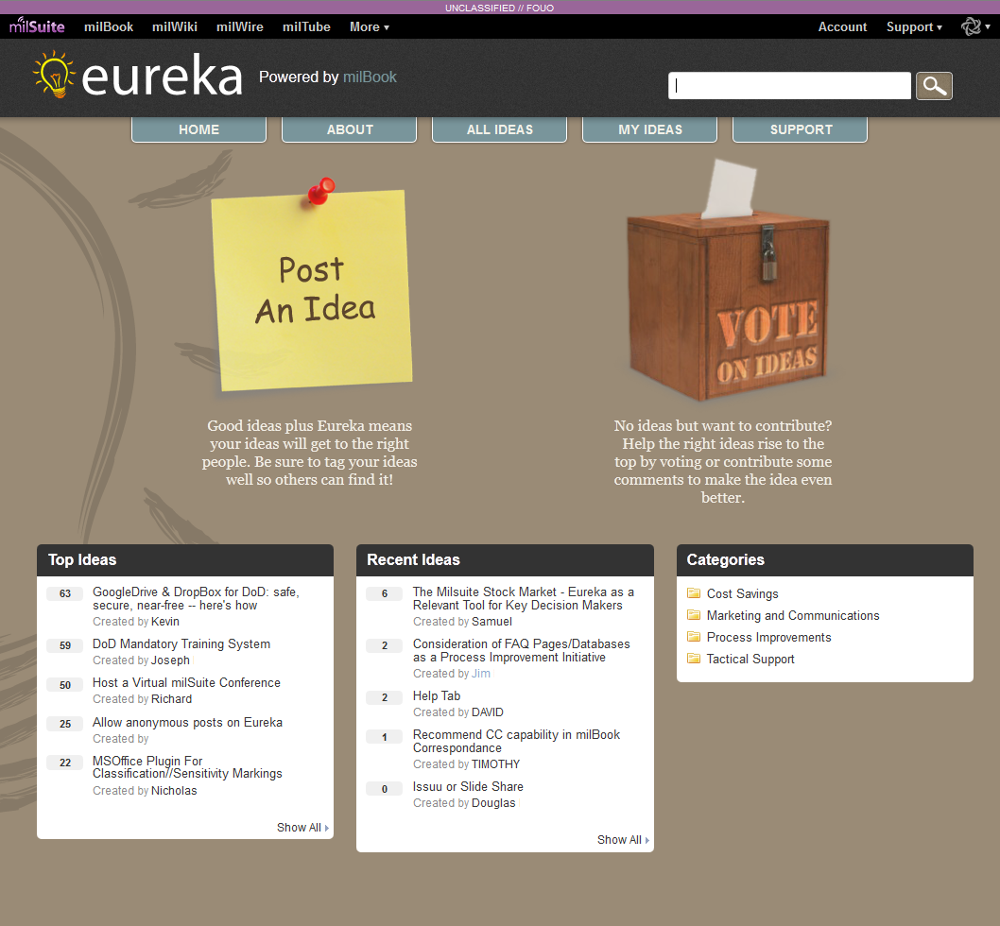 UNCLASSIFIED // FOUO
milSuite milBook milWiki milWire milTube More Account Support
eureka Powered by milBook
HOME ABOUT ALL IDEAS MY IDEAS SUPPORT
Post
An Idea
VOTE
ON IDEAS
Good ideas plus Eureka means
your ideas will get to the right
people. Be sure to tag your ideas
well so others can find it!
No ideas but want to contribute?
Help the right ideas rise to the
top by voting or contribute some
comments to make the idea even
better.
Top Ideas
63 GoogleDrive & DropBox for DoD: safe,
secure, near-free -- here's how
Created by Kevin
59 DoD Mandatory Training System
Created by Joseph
50 Host a Virtual milSuite Conference
Created by Richard
25 Allow anonymous posts on Eureka
Created by
22 MSOffice Plugin For
Classification//Sensitivity Markings
Created by Nicholas
Show All
Recent Ideas
6 The Milsuite Stock Market - Eureka as a
Relevant Tool for Key Decision Makers
Created by Samuel
2 Consideration of FAQ Pages/Databases
as a Process Improvement Initiative
Created by Jim
2 Help Tab
Created by DAVID
1 Recommend CC capability in milBook
Correspondance
Created by TIMOTHY
0 Issuu or Slide Share
Created by Douglas
Show All
Categories
Cost Savings
Marketing and Communications
Process Improvements
Tactical Support